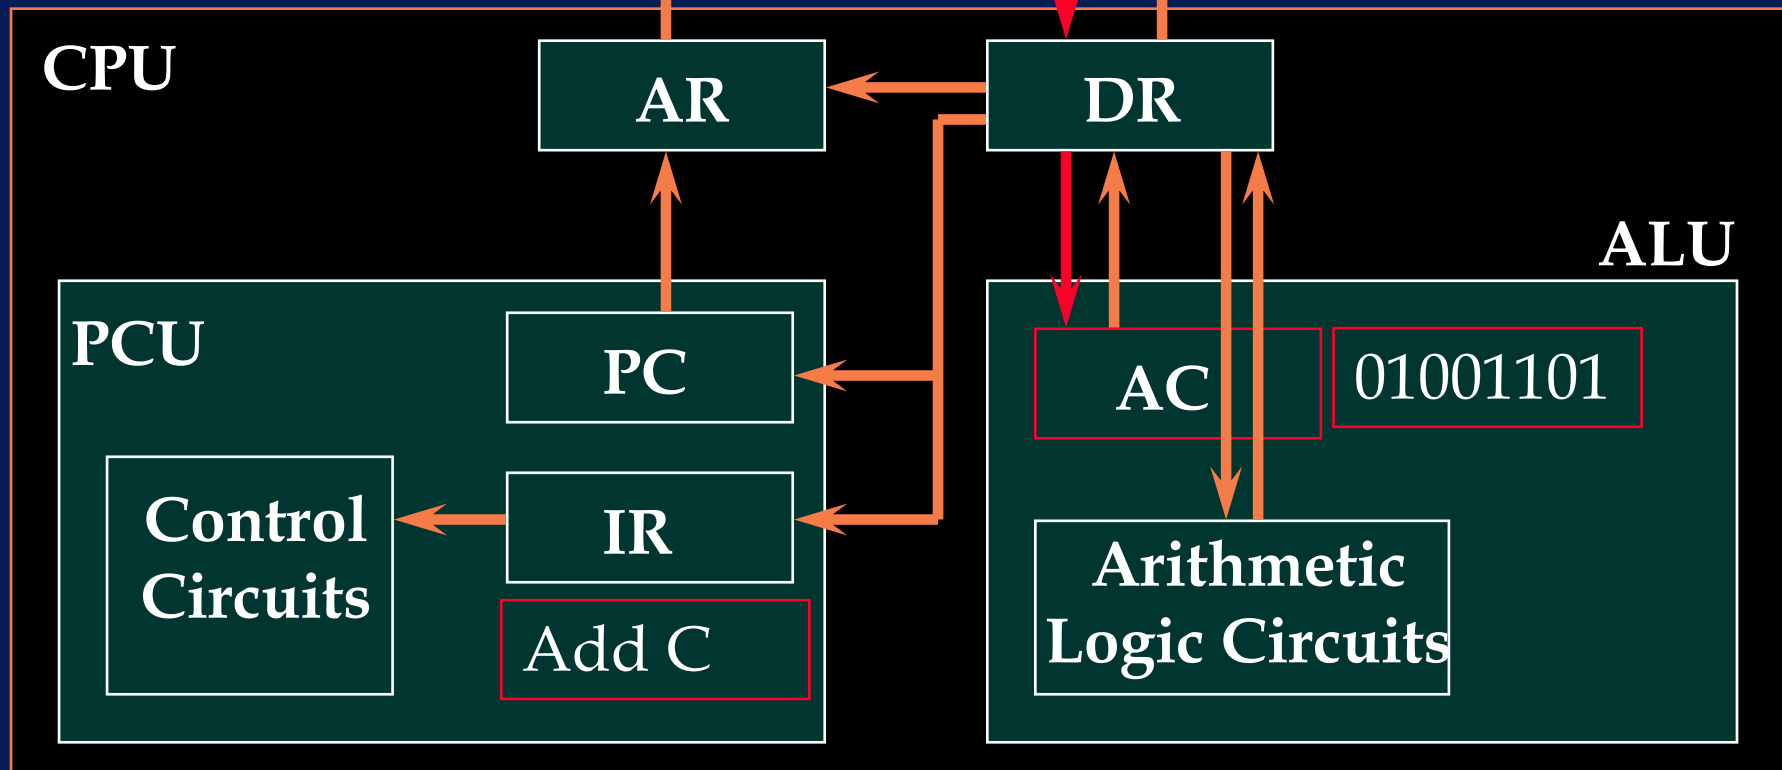 CPU
AR
DR
ALU
PCU
PC
AC
01001101
Control
Circuits
IR
Add C
Arithmetic
Logic Circuits